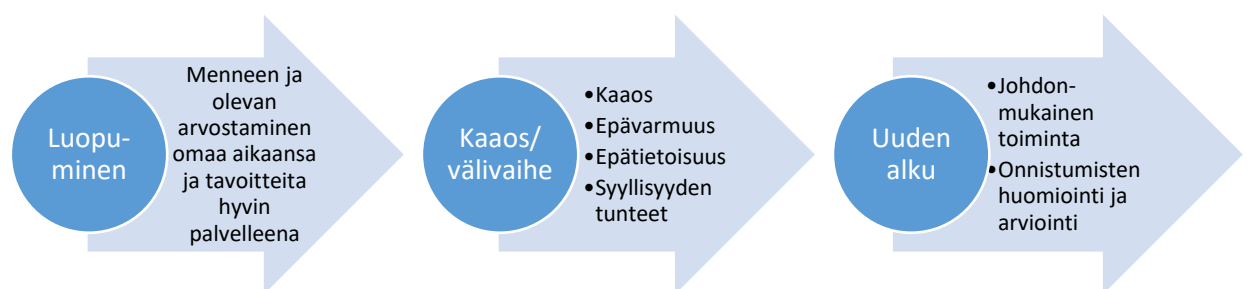 Luopu-
minen
Menneen ja
olevan
arvostaminen
omaa aikaansa
ja tavoitteita
hyvin
palvelleena
Kaaos/
välivaihe
•Kaaos
•Epävarmuus
•Epätietoisuus
•Syyllisyyden
tunteet
Uuden
alku
•Johdon-
mukainen
toiminta
•Onnistumisten
huomiointi ja
arviointi